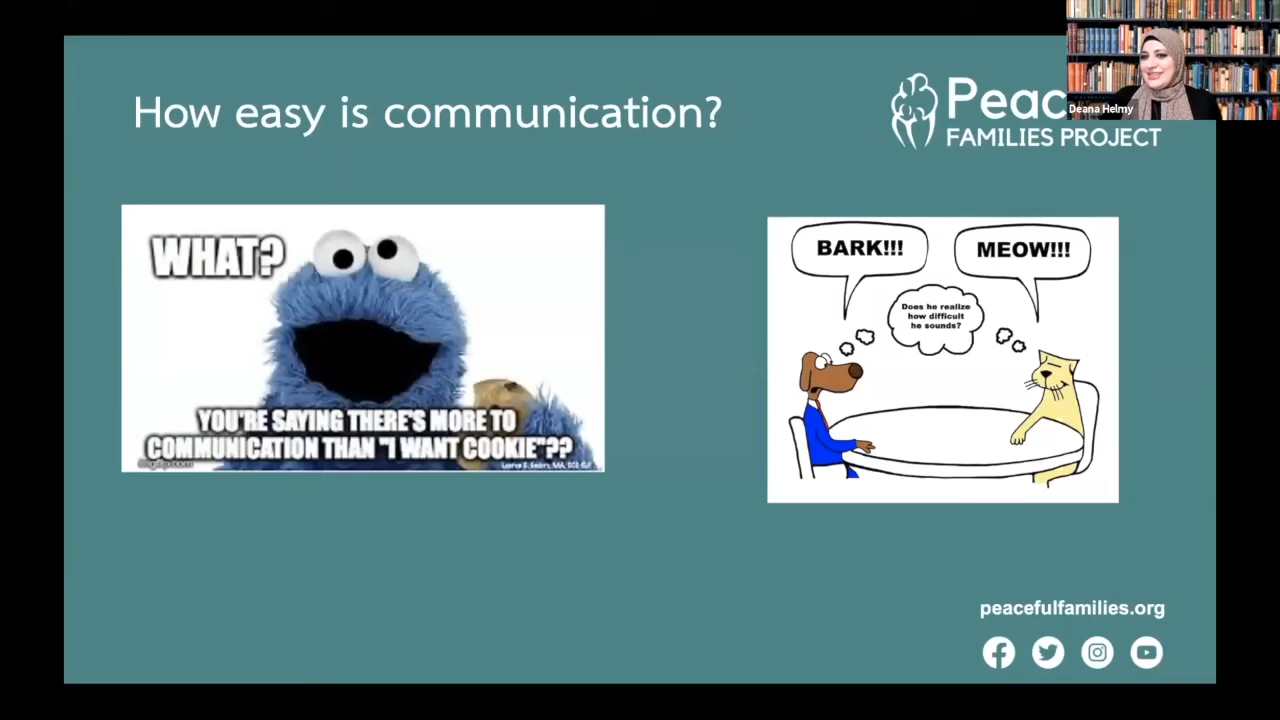 How easy is communication?
Peac
FAMILIES PROJECT
Deana Helmy
WHAT?
YOU'RE SAYING THERE'S MORE TO
COMMUNICATION THAN "I WANT COOKIE"??
BARK!!!
MEOW!!!
Does he realize
how difficult
he sounds?
peacefulfamilies.org